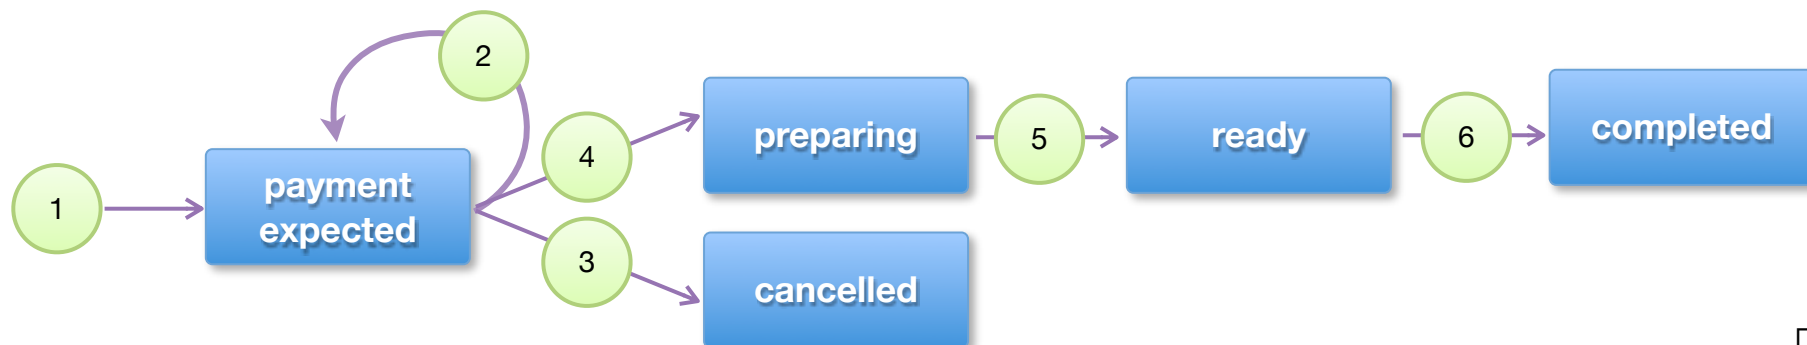 2
4
preparing
5
ready
6
completed
1
payment
expected
3
cancelled